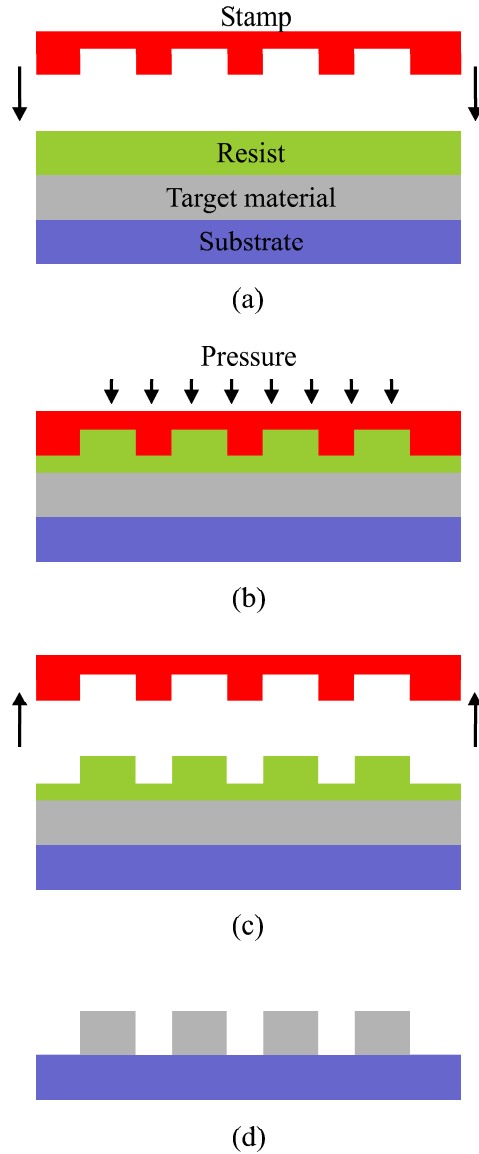 Stamp
Resist
Target material
Substrate
(a)
Pressure
(b)
(c)
(d)